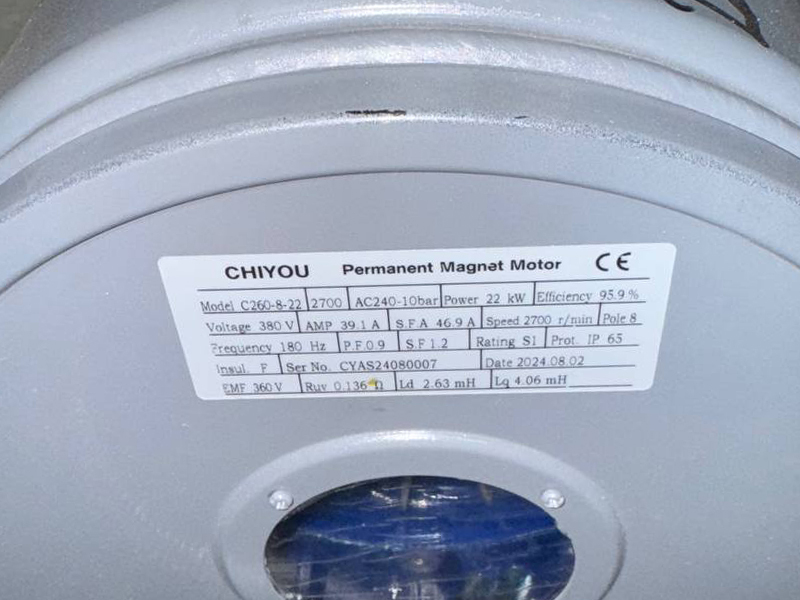 CHIYOU Permanent Magnet Motor CE
Model C260-8-22 2700 AC240-10bar Power 22 kW Efficiency 95.9 %
Voltage 380 V AMP 39.1 A S.F.A 46.9 A Speed 2700 r/min Pole 8
Frequency 180 Hz P.F 0.9 S.F 1.2 Rating S1 Prot. IP 65
Insul. F Ser No. CYAS24080007 Date 2024.08.02
EMF 360 V Ruv 0.136 Ω Ld 2.63 mH Lq 4.06 mH